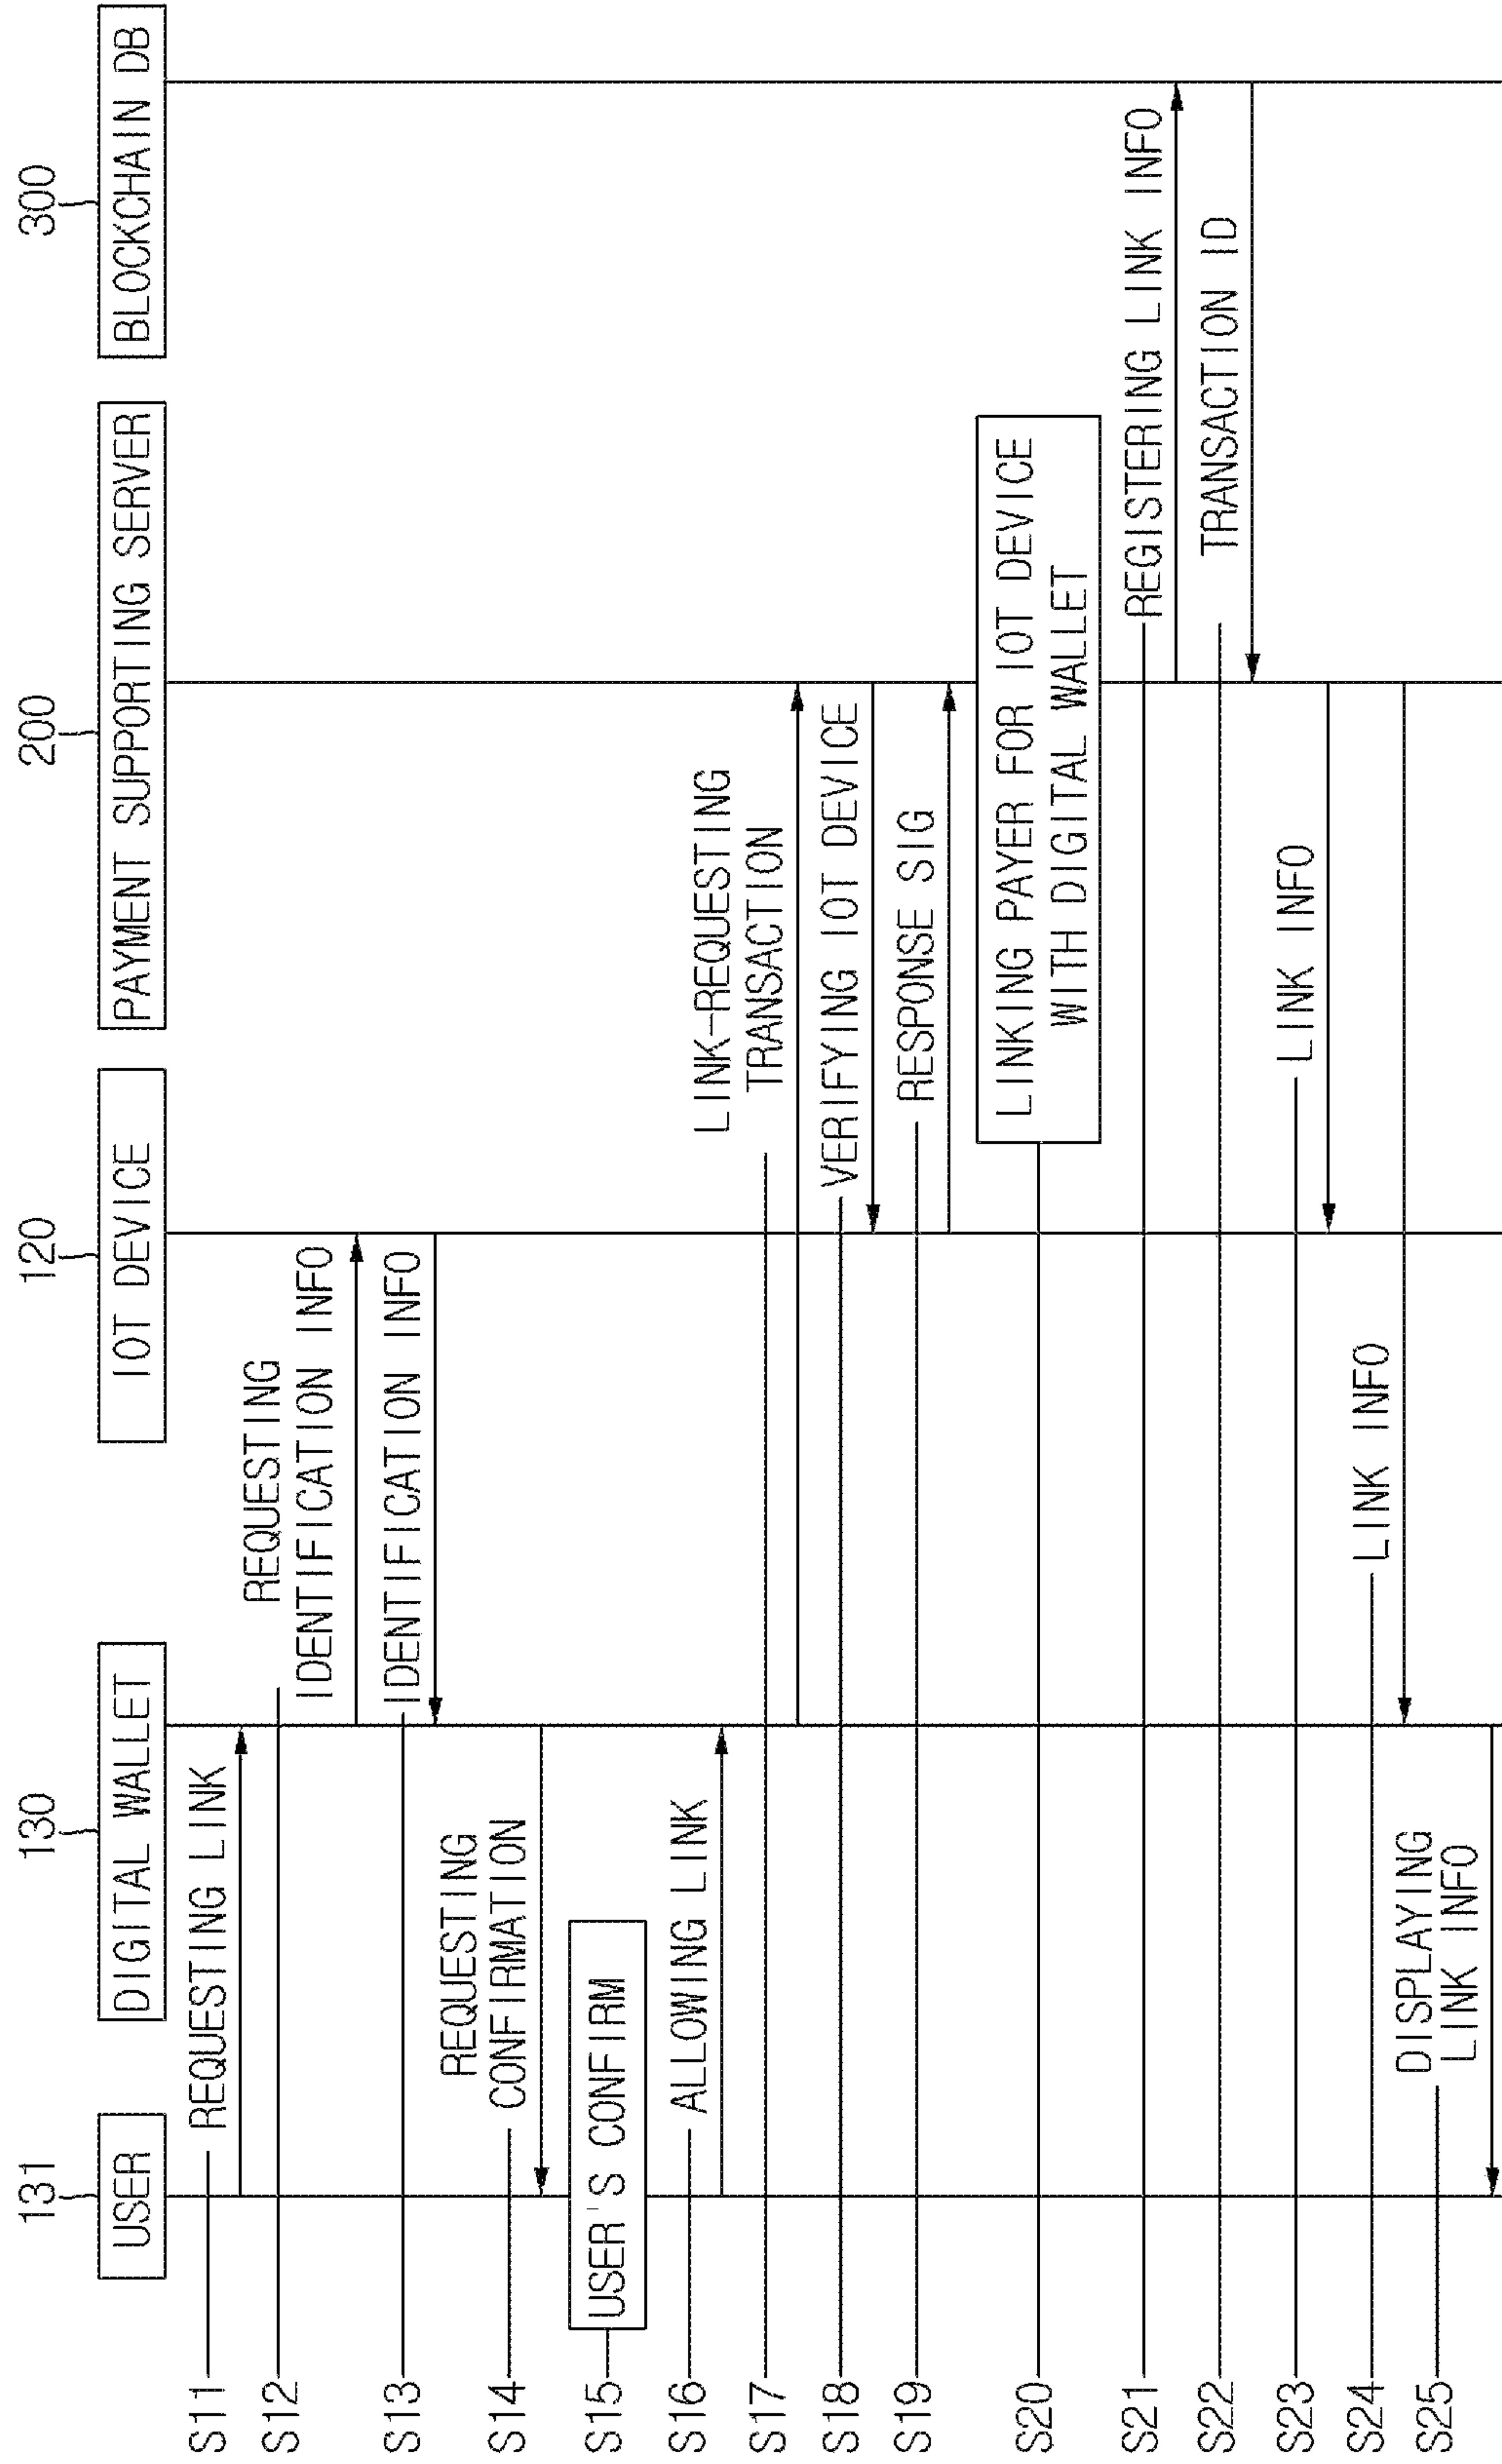 131
130
120
200
300
USER
DIGITAL WALLET
IOT DEVICE
PAYMENT SUPPORTING SERVER
BLOCKCHAIN DB
S11
REQUESTING LINK
S12
REQUESTING
IDENTIFICATION INFO
S13
IDENTIFICATION INFO
S14
REQUESTING
CONFIRMATION
S15
USER'S CONFIRM
S16
ALLOWING LINK
S17
LINK-REQUESTING
TRANSACTION
S18
VERIFYING IOT DEVICE
S19
RESPONSE SIG
S20
LINKING PAYER FOR IOT DEVICE
WITH DIGITAL WALLET
S21
REGISTERING LINK INFO
S22
TRANSACTION ID
S23
LINK INFO
S24
LINK INFO
S25
DISPLAYING
LINK INFO